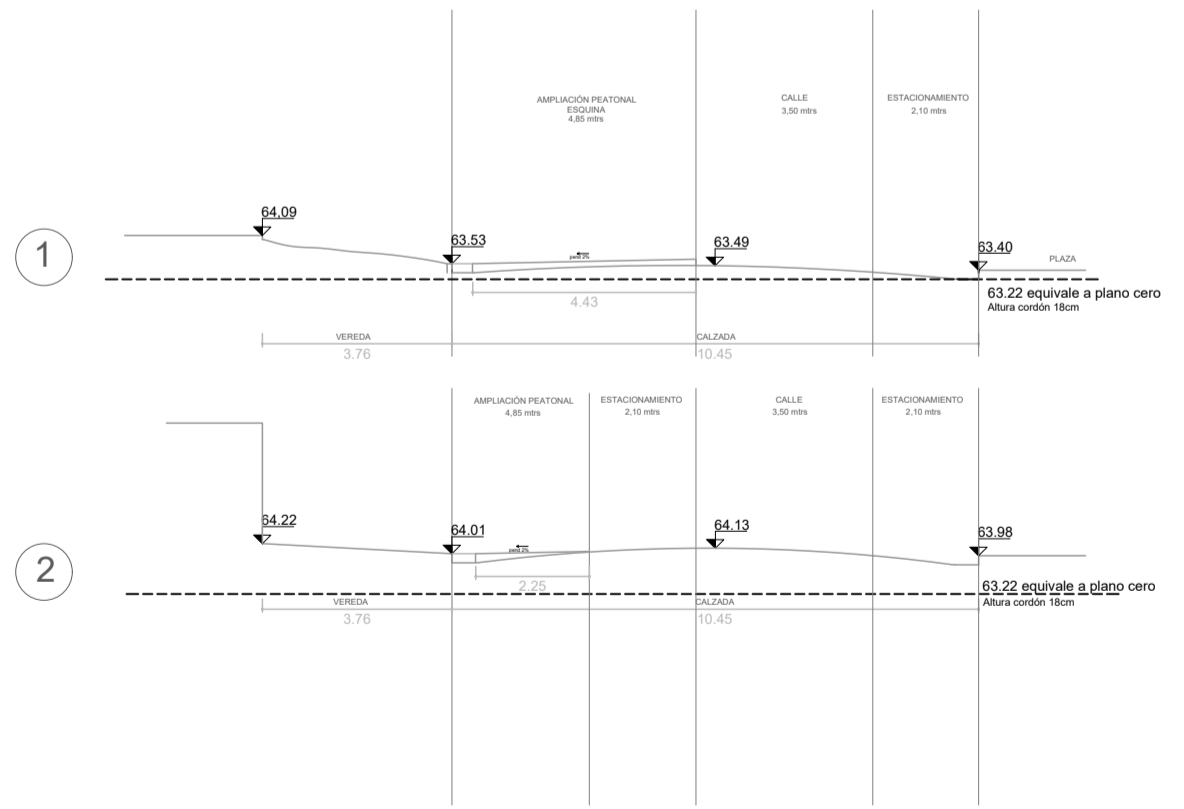 1
AMPLIACIÓN PEATONAL
ESQUINA
4,85 mtrs
CALLE
3,50 mtrs
ESTACIONAMIENTO
2,10 mtrs
64.09
63.53
pend 2%
63.49
63.40
PLAZA
63.22 equivale a plano cero
Altura cordón 18cm
4.43
VEREDA
3.76
CALZADA
10.45
2
AMPLIACIÓN PEATONAL
4,85 mtrs
ESTACIONAMIENTO
2,10 mtrs
CALLE
3,50 mtrs
ESTACIONAMIENTO
2,10 mtrs
64.22
64.01
pend 2%
64.13
63.98
2.25
63.22 equivale a plano cero
Altura cordón 18cm
VEREDA
3.76
CALZADA
10.45